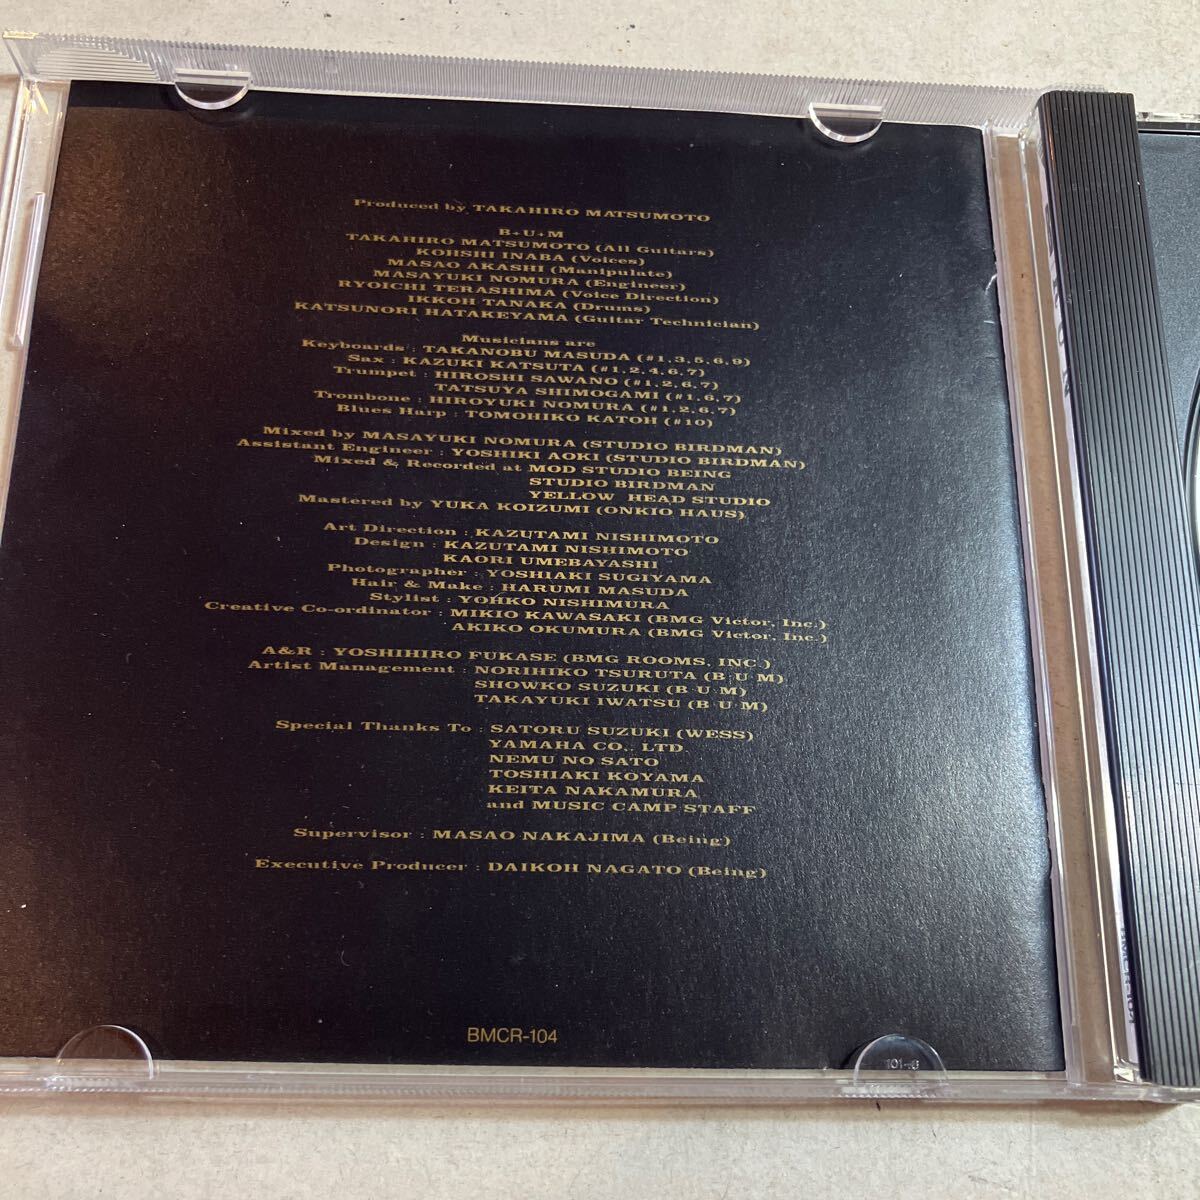 Produced by TAKAHIRO MATSUMOTO
B+U+M
TAKAHIRO MATSUMOTO (All Guitars)
KOHSHI INABA (Voices)
MASAO AKASHI (Manipulate)
MASAYUKI NOMURA (Engineer)
RYOICHI TERASHIMA (Voice Direction)
IKKOH TANAKA (Drums)
KATSUNORI HATAKEYAMA (Guitar Technician)
Musicians are
Keyboards : TAKANOBU MASUDA (#1,3,5,6,9)
Sax : KAZUKI KATSUTA (#1,2,4,6,7)
Trumpet : HIROSHI SAWANO (#1,2,6,7)
TATSUYA SHIMOGAMI (#1,6,7)
Trombone : HIROYUKI NOMURA (#1,2,6,7)
Blues Harp : TOMOHIKO KATOH (#10)
Mixed by MASAYUKI NOMURA (STUDIO BIRDMAN)
Assistant Engineer : YOSHIKI AOKI (STUDIO BIRDMAN)
Mixed & Recorded at MOD STUDIO BEING
STUDIO BIRDMAN
YELLOW HEAD STUDIO
Mastered by YUKA KOIZUMI (ONKIO HAUS)
Art Direction : KAZUTAMI NISHIMOTO
Design : KAZUTAMI NISHIMOTO
KAORI UMEBAYASHI
Photographer : YOSHIAKI SUGIYAMA
Hair & Make : HARUMI MASUDA
Stylist : YOHKO NISHIMURA
Creative Co-ordinator : MIKIO KAWASAKI (BMG Victor, Inc.)
AKIKO OKUMURA (BMG Victor, Inc.)
A&R : YOSHIHIRO FUKASE (BMG ROOMS, INC.)
Artist Management : NORIHIKO TSURUTA (B U M)
SHOWKO SUZUKI (B U M)
TAKAYUKI IWATSU (B U M)
Special Thanks To : SATORU SUZUKI (WESS)
YAMAHA CO., LTD
NEMU NO SATO
TOSHIAKI KOYAMA
KEITA NAKAMURA
and MUSIC CAMP STAFF
Supervisor : MASAO NAKAJIMA (Being)
Executive Producer : DAIKOH NAGATO (Being)
BMCR-104